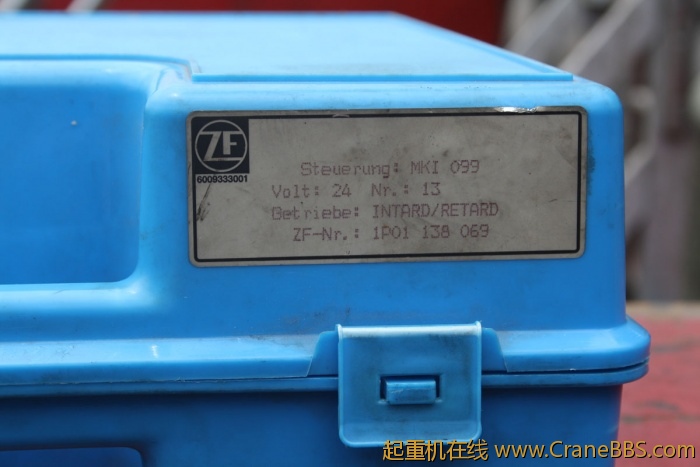 ZF
6009333001
Steuerung: MKI 099
Volt: 24 Nr.: 13
Getriebe: INTARD/RETARD
ZF-Nr.: 1P01 138 069
起重机在线 www.CraneBBS.com